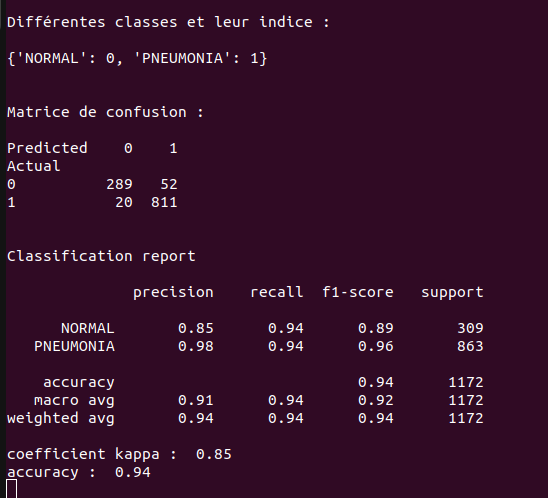 Différentes classes et leur indice :
{'NORMAL': 0, 'PNEUMONIA': 1}
Matrice de confusion :
Predicted 0 1
Actual
0 289 52
1 20 811
Classification report
precision recall f1-score support
NORMAL 0.85 0.94 0.89 309
PNEUMONIA 0.98 0.94 0.96 863
accuracy 0.94 1172
macro avg 0.91 0.94 0.92 1172
weighted avg 0.94 0.94 0.94 1172
coefficient kappa : 0.85
accuracy : 0.94